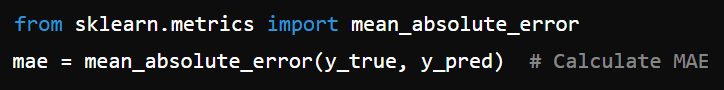 from sklearn.metrics import mean_absolute_error
mae = mean_absolute_error(y_true, y_pred)  # Calculate MAE